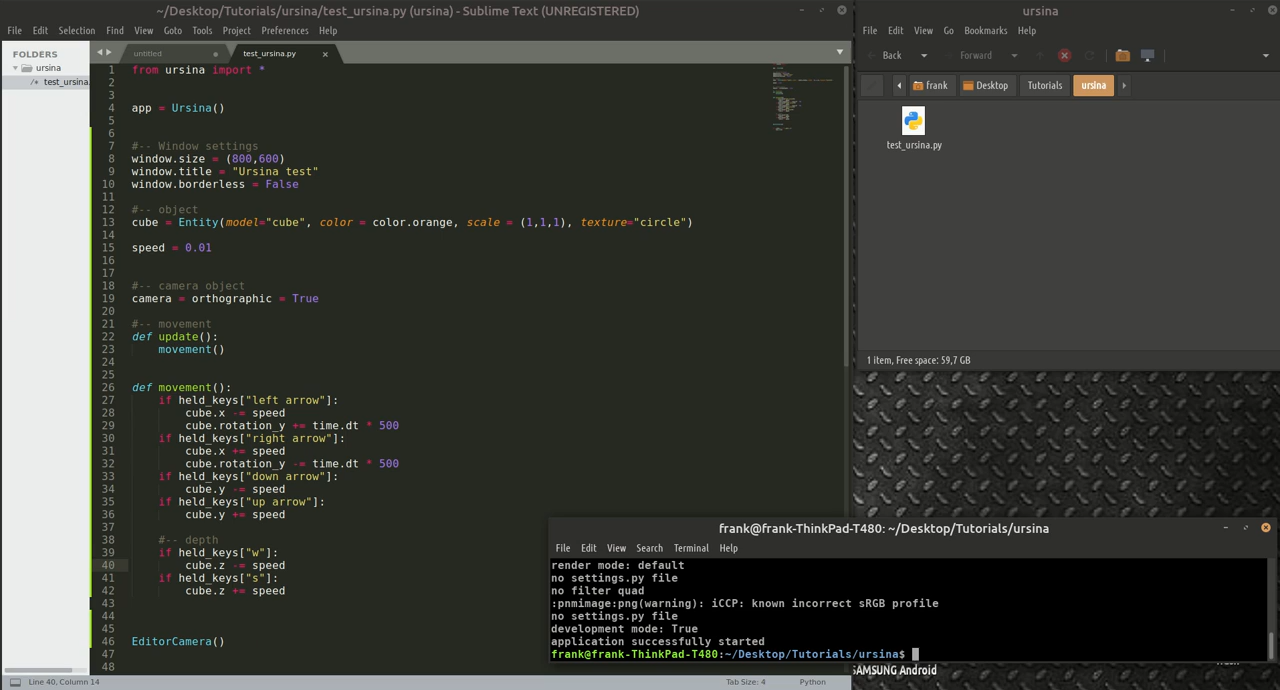 ~/Desktop/Tutorials/ursina/test_ursina.py (ursina) - Sublime Text (UNREGISTERED)
File Edit Selection Find View Goto Tools Project Preferences Help
FOLDERS
ursina
test_ursina
untitled
test_ursina.py
1 from ursina import *
2
3
4 app = Ursina()
5
6
7 #-- Window settings
8 window.size = (800,600)
9 window.title = "Ursina test"
10 window.borderless = False
11
12 #-- object
13 cube = Entity(model="cube", color = color.orange, scale = (1,1,1), texture="circle")
14
15 speed = 0.01
16
17
18 #-- camera object
19 camera = orthographic = True
20
21 #-- movement
22 def update():
23     movement()
24
25
26 def movement():
27     if held_keys["left arrow"]:
28         cube.x -= speed
29         cube.rotation_y += time.dt * 500
30     if held_keys["right arrow"]:
31         cube.x += speed
32         cube.rotation_y -= time.dt * 500
33     if held_keys["down arrow"]:
34         cube.y -= speed
35     if held_keys["up arrow"]:
36         cube.y += speed
37
38     #-- depth
39     if held_keys["w"]:
40         cube.z -= speed
41     if held_keys["s"]:
42         cube.z += speed
43
44
45
46 EditorCamera()
47
48
Line 40, Column 14
Tab Size: 4
Python
ursina
File Edit View Go Bookmarks Help
Back Forward
frank Desktop Tutorials ursina
test_ursina.py
1 item, Free space: 59,7 GB
frank@frank-ThinkPad-T480: ~/Desktop/Tutorials/ursina
File Edit View Search Terminal Help
render mode: default
no settings.py file
no filter quad
:pnmimage:png(warning): iCCP: known incorrect sRGB profile
no settings.py file
development mode: True
application successfully started
frank@frank-ThinkPad-T480:~/Desktop/Tutorials/ursina$
SAMSUNG Android